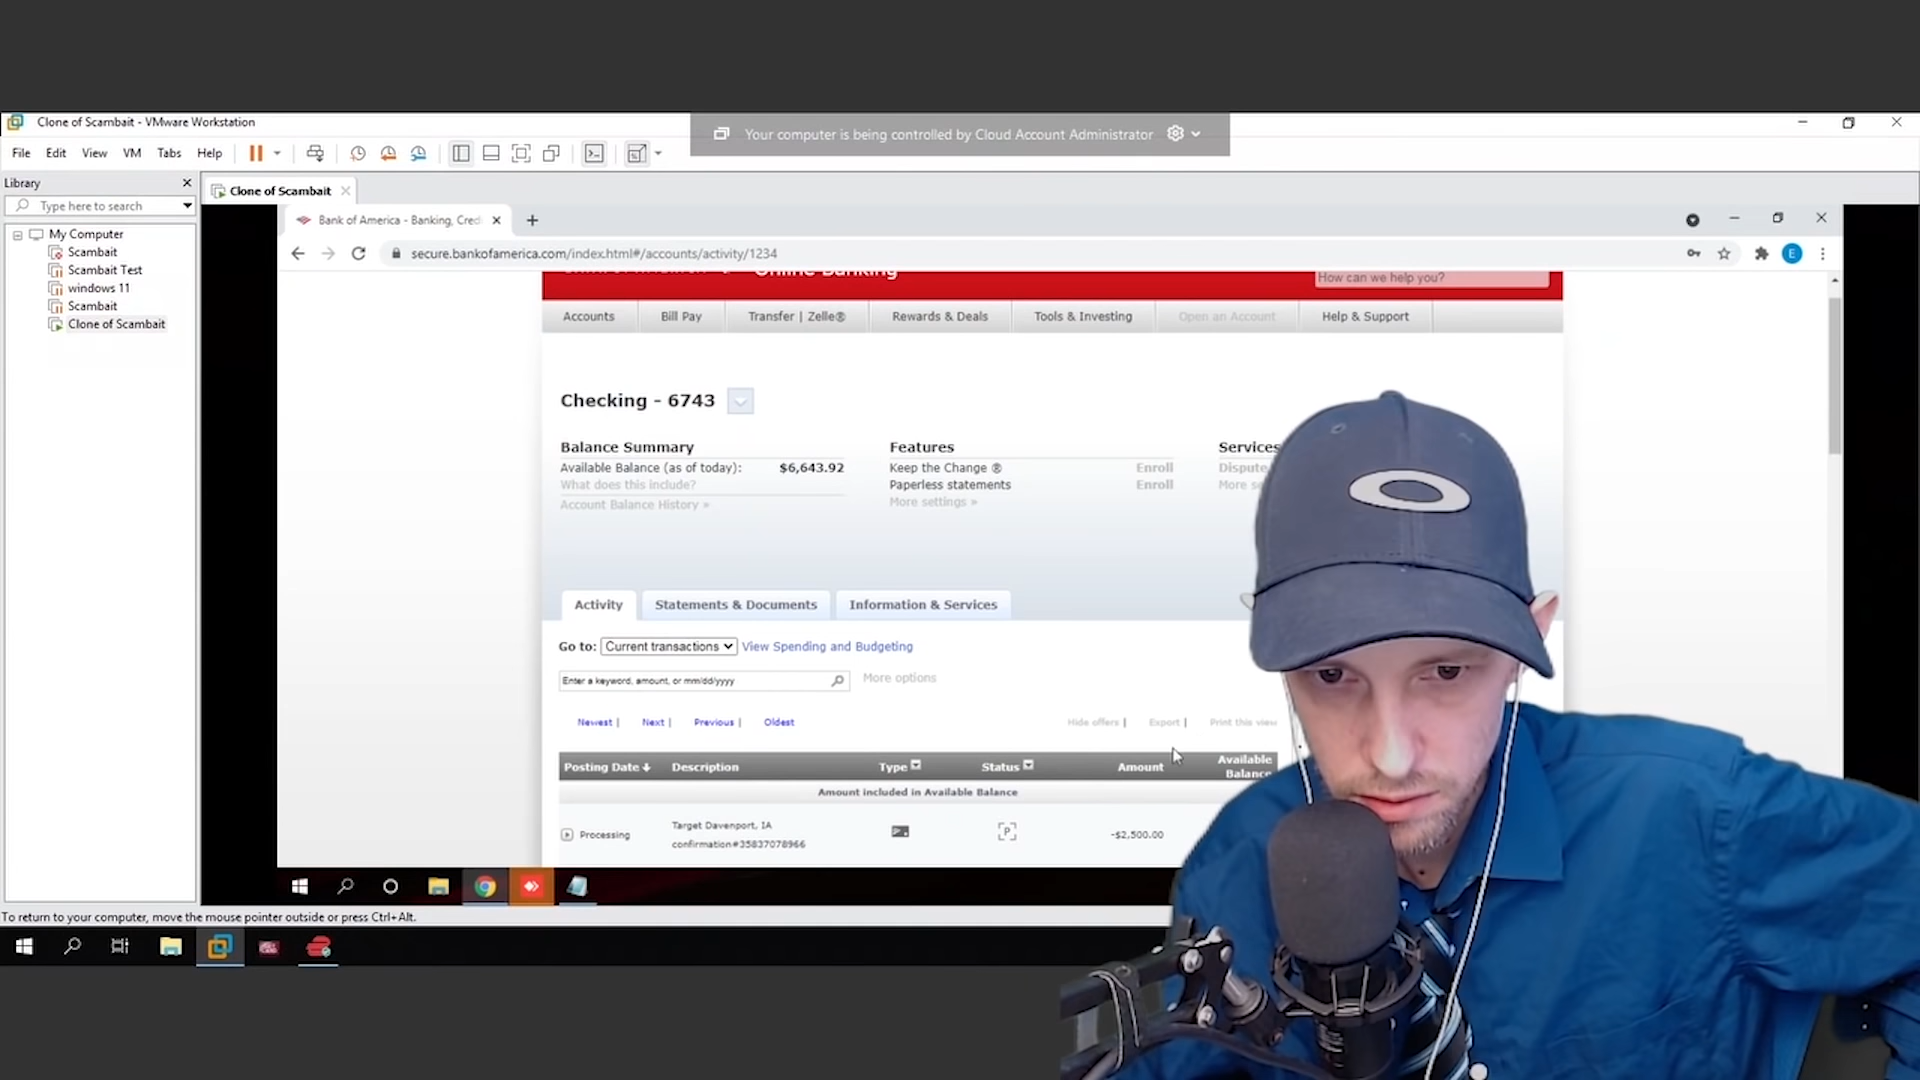 Clone of Scambait - VMware Workstation
Your computer is being controlled by Cloud Account Administrator
File Edit View VM Tabs Help
Library
Clone of Scambait
Type here to search
Bank of America - Banking, Cred
My Computer
Scambait
secure.bankofamerica.com/index.html#/accounts/activity/1234
E
Scambait Test
Online Banking
How can we help you?
windows 11
Scambait
Accounts Bill Pay Transfer | Zelle® Rewards & Deals Tools & Investing Open an Account Help & Support
Clone of Scambait
Checking - 6743
Balance Summary Features Services
Available Balance (as of today): $6,643.92 Keep the Change ® Enroll Dispute
What does this include? Paperless statements Enroll More se
Account Balance History » More settings »
Activity Statements & Documents Information & Services
Go to: Current transactions View Spending and Budgeting
Enter a keyword, amount, or mm/dd/yyyy More options
Newest | Next | Previous | Oldest Hide offers | Export | Print this view
Posting Date Description Type Status Amount Available
Balance
Amount included in Available Balance
Target Davenport, IA
Processing P -$2,500.00
confirmation#35837078966
To return to your computer, move the mouse pointer outside or press Ctrl+Alt.